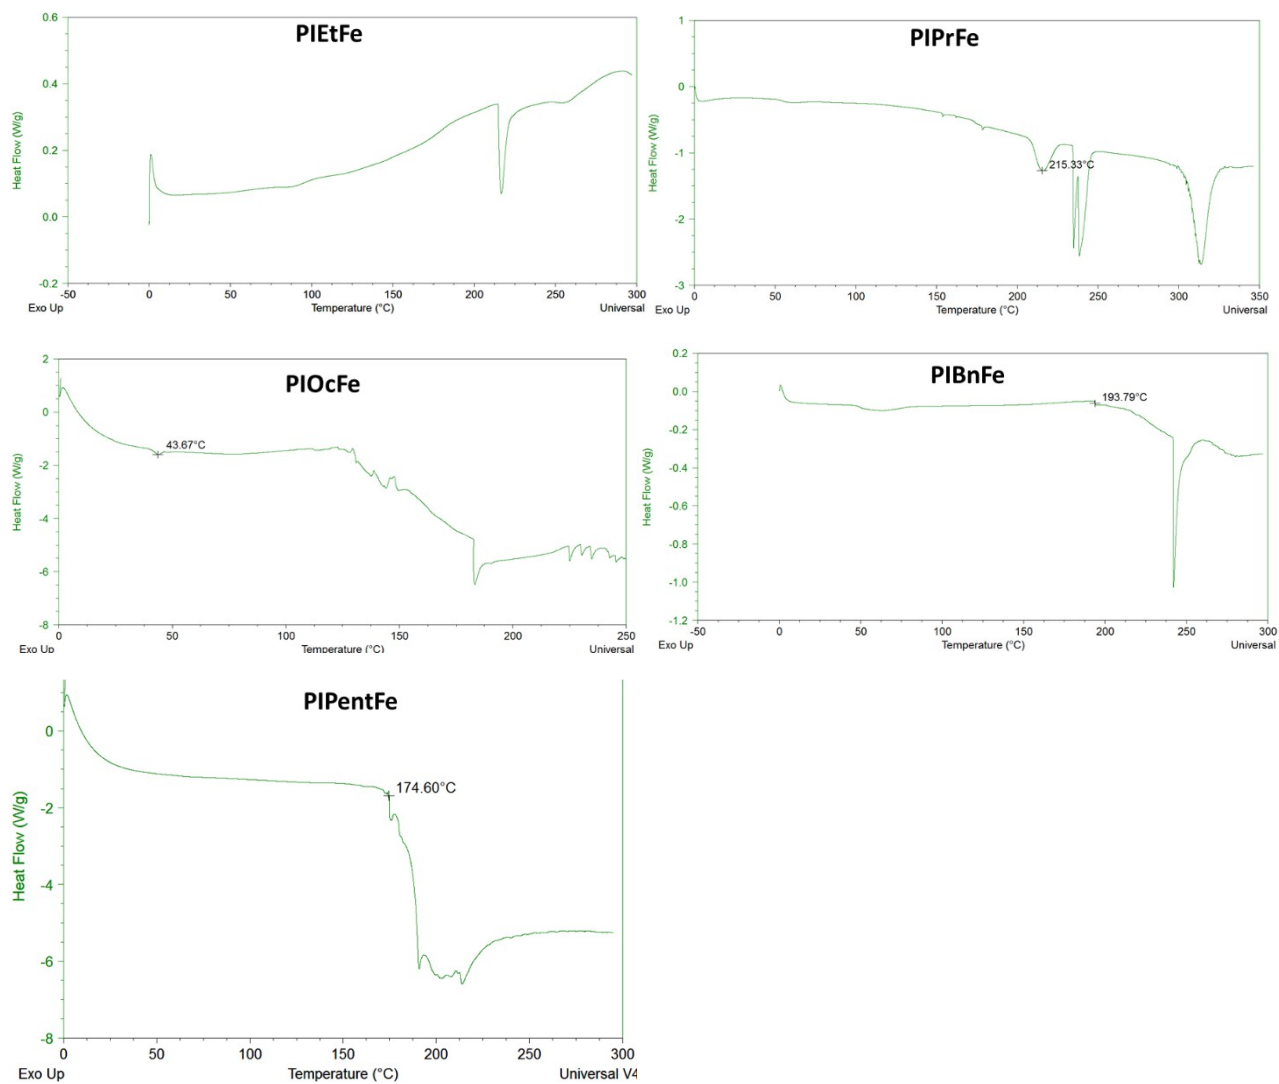 PIEtFe
0.6
0.4
0.2
0.0
-0.2
Heat Flow (W/g)
-50 0 50 100 150 200 250 300
Exo Up Temperature (°C) Universal
PIPrFe
1
0
-1
-2
-3
Heat Flow (W/g)
215.33°C
0 50 100 150 200 250 300 350
Exo Up Temperature (°C) Universal
PIOcFe
2
0
-2
-4
-6
-8
Heat Flow (W/g)
43.67°C
0 50 100 150 200 250
Exo Up Temperature (°C) Universal
PIBnFe
0.2
0.0
-0.2
-0.4
-0.6
-0.8
-1.0
-1.2
Heat Flow (W/g)
193.79°C
-50 0 50 100 150 200 250 300
Exo Up Temperature (°C) Universal
PIPentFe
0
-2
-4
-6
-8
Heat Flow (W/g)
174.60°C
0 50 100 150 200 250 300
Exo Up Temperature (°C) Universal V4